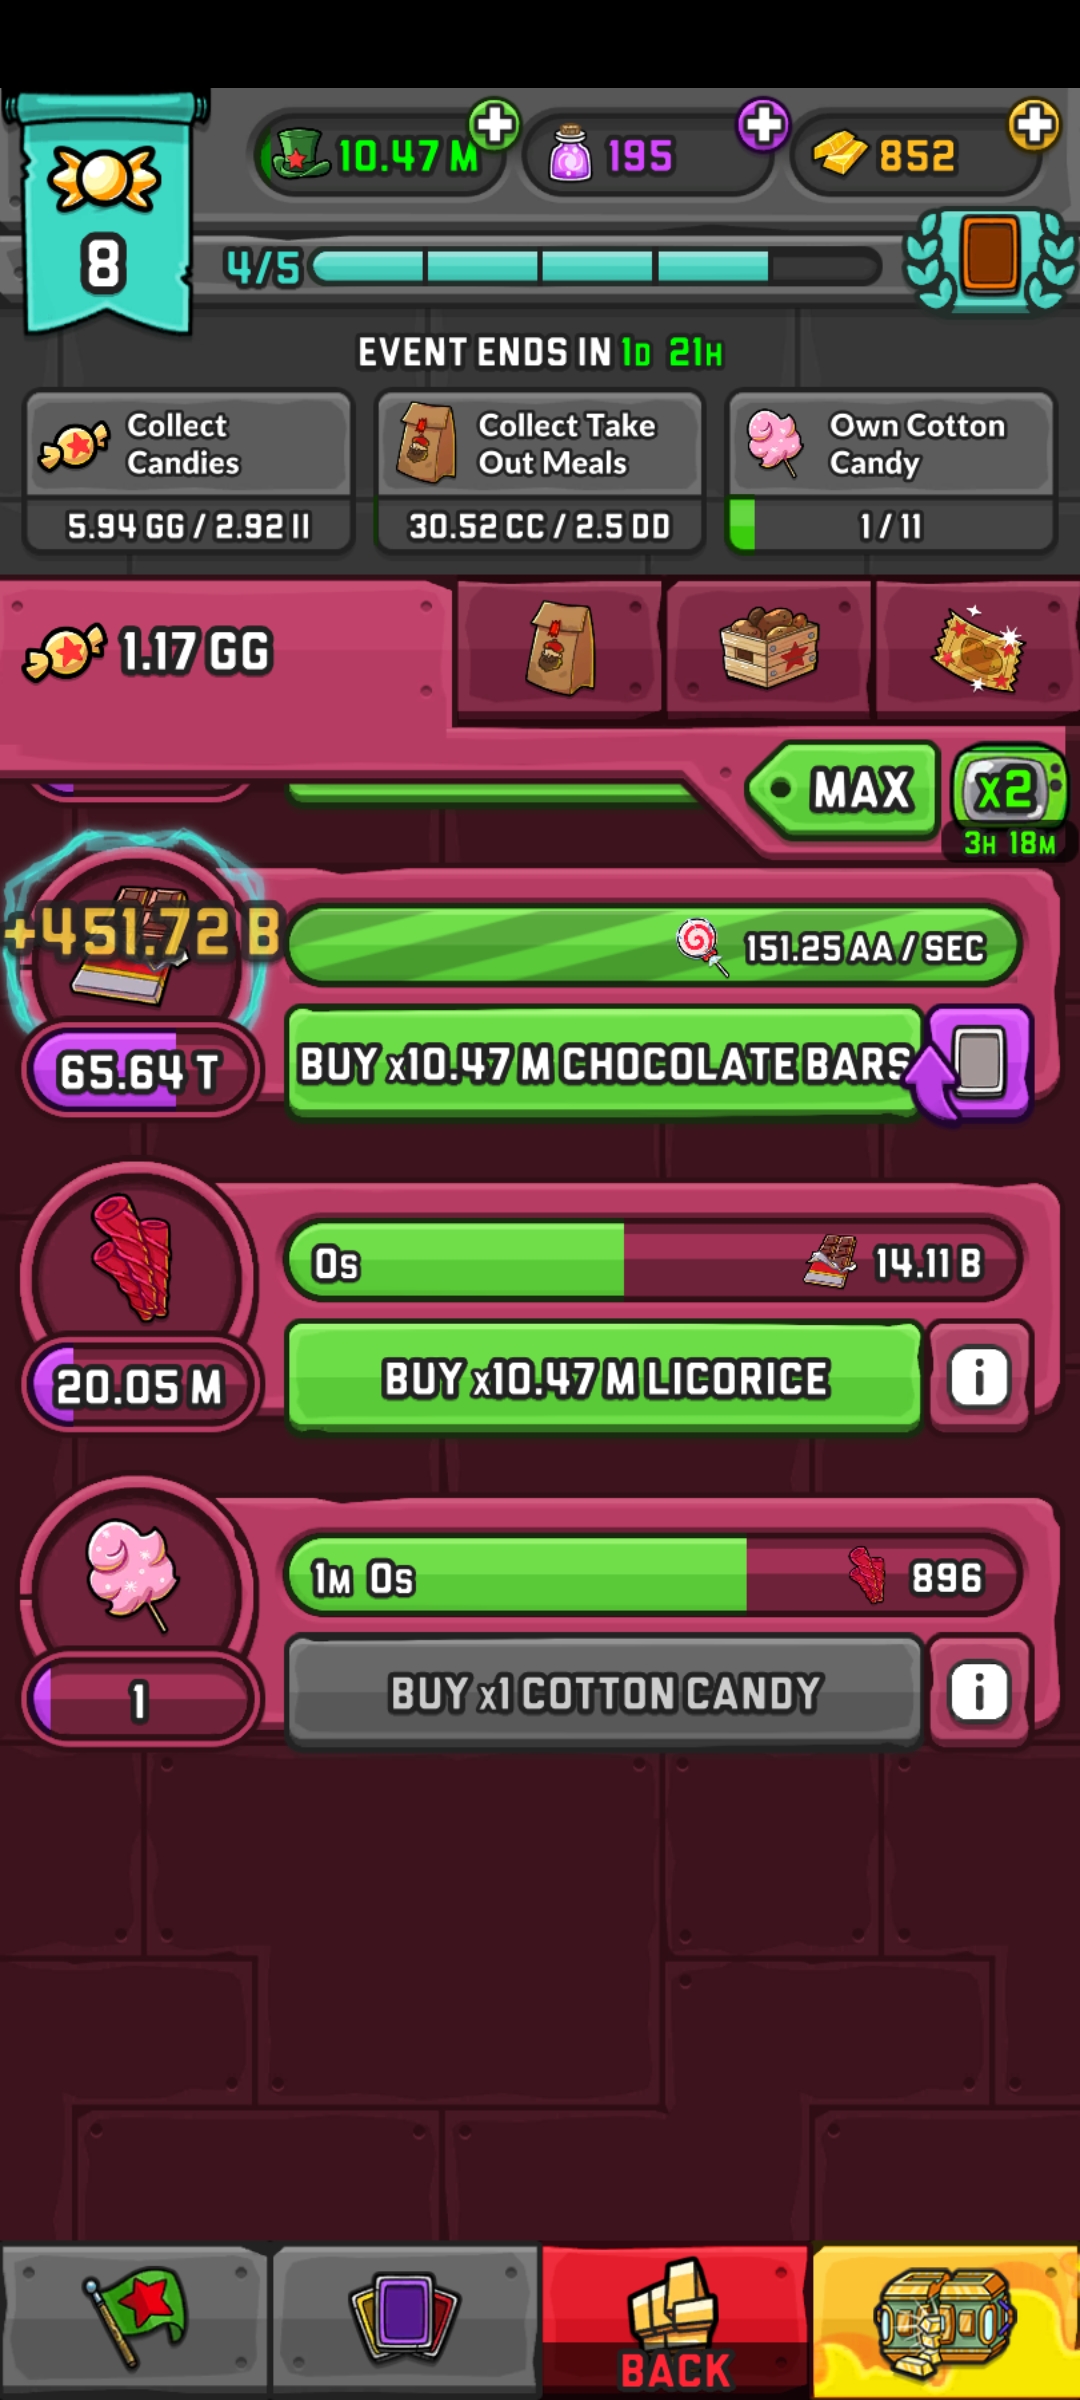 10.47 M
195
852
8
4/5
EVENT ENDS IN 1D 21H
Collect
Candies
5.94 GG / 2.92 II
Collect Take
Out Meals
30.52 CC / 2.5 DD
Own Cotton
Candy
1 / 11
1.17 GG
MAX
x2
3H 18M
+451.72 B
151.25 AA / SEC
65.64 T
BUY x10.47 M CHOCOLATE BARS
0s
14.11 B
20.05 M
BUY x10.47 M LICORICE
i
1M 0s
896
1
BUY x1 COTTON CANDY
i
BACK